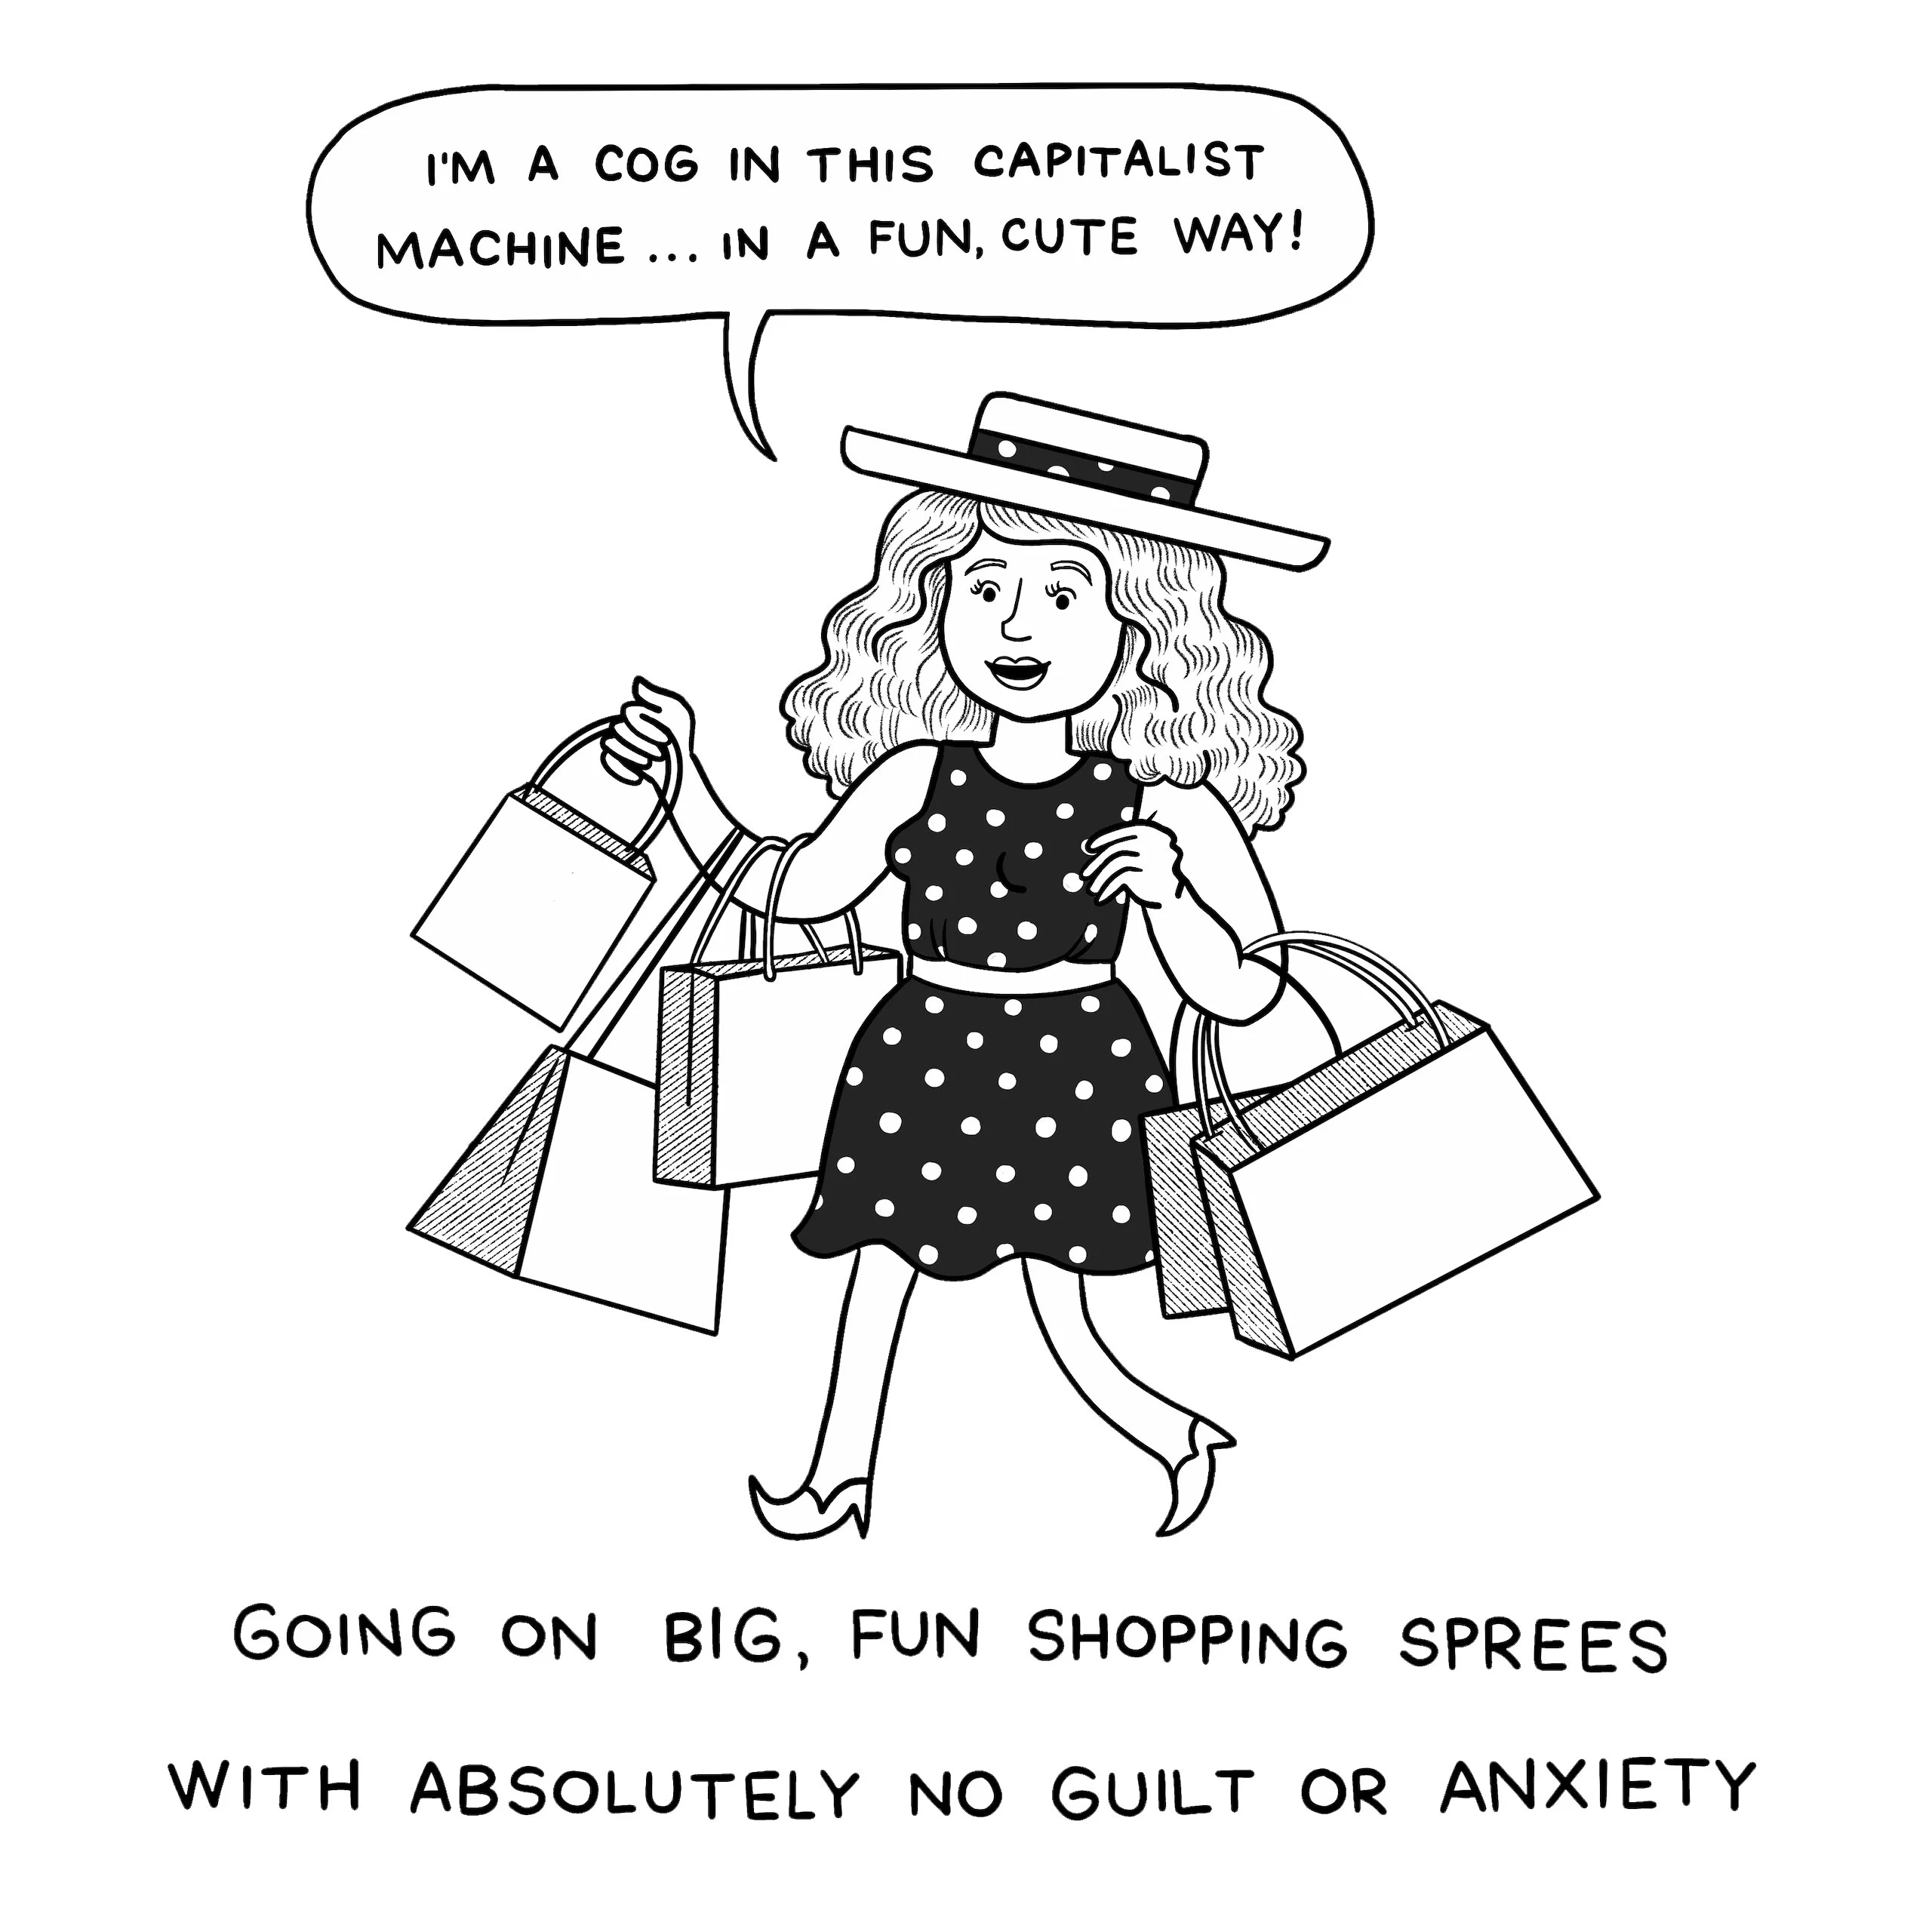 I'M A COG IN THIS CAPITALIST
MACHINE... IN A FUN, CUTE WAY!
GOING ON BIG, FUN SHOPPING SPREES
WITH ABSOLUTELY NO GUILT OR ANXIETY